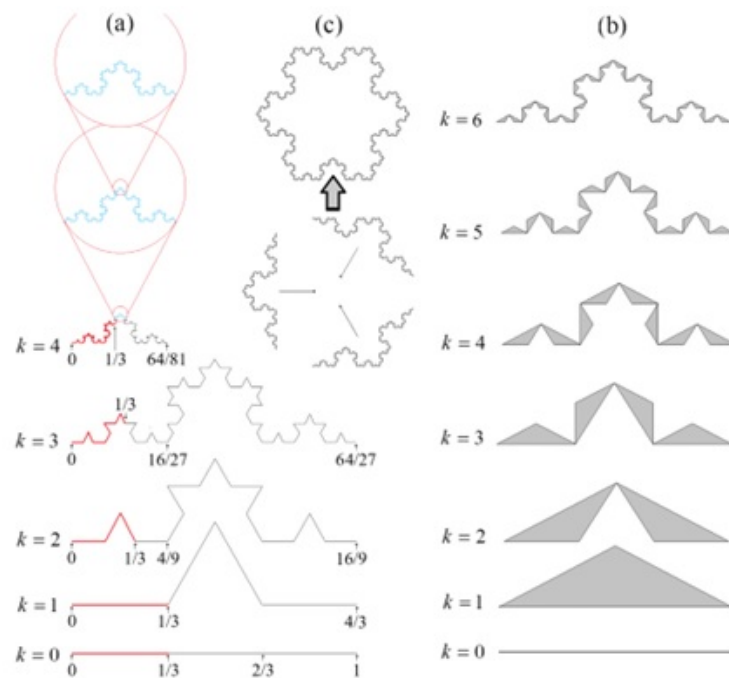 (a)
(c)
(b)
k = 6
k = 5
k = 4
0 1/3 64/81
k = 4
1/3
k = 3
0 16/27 64/27
k = 3
k = 2
0 1/3 4/9 16/9
k = 2
k = 1
0 1/3 4/3
k = 1
k = 0
0 1/3 2/3 1
k = 0